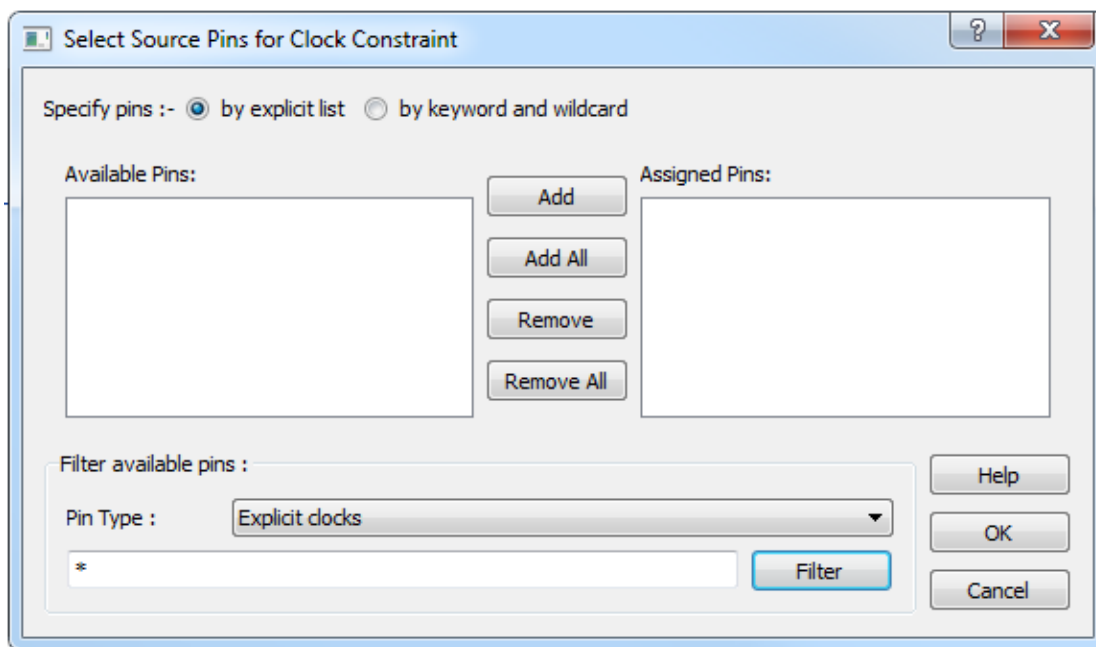 Select Source Pins for Clock Constraint
Specify pins :- by explicit list by keyword and wildcard
Available Pins:
Add
Add All
Remove
Remove All
Assigned Pins:
Filter available pins :
Pin Type : Explicit clocks
*
Filter
Help
OK
Cancel